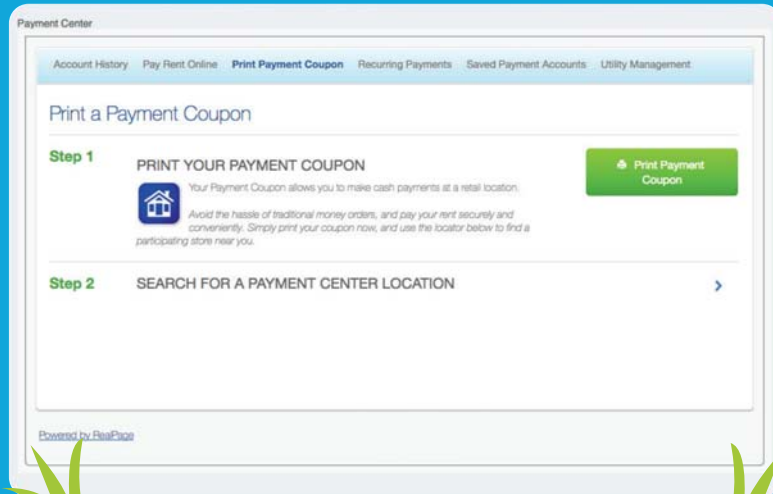 Payment Center
Account History Pay Rent Online Print Payment Coupon Recurring Payments Saved Payment Accounts Utility Management
Print a Payment Coupon
Step 1
PRINT YOUR PAYMENT COUPON
Your Payment Coupon allows you to make cash payments at a retail location.
Avoid the hassle of traditional money orders, and pay your rent securely and
conveniently. Simply print your coupon now, and use the locator below to find a
participating store near you.
Print Payment
Coupon
Step 2
SEARCH FOR A PAYMENT CENTER LOCATION
Powered by RealPage